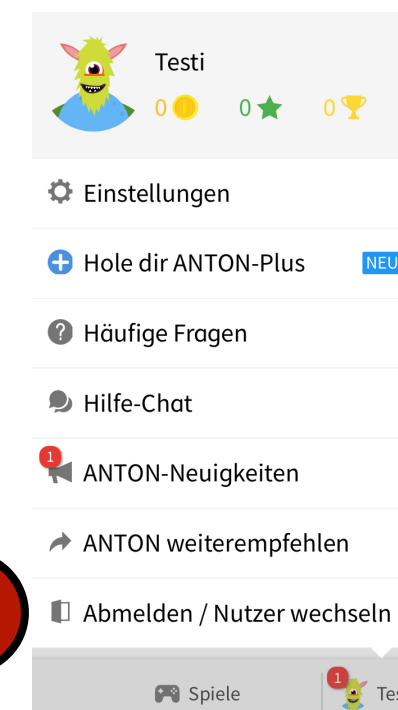 Testi
0 0 0
Einstellungen
Hole dir ANTON-Plus NEU
Häufige Fragen
Hilfe-Chat
1
ANTON-Neuigkeiten
ANTON weiterempfehlen
Abmelden / Nutzer wechseln
Spiele 1